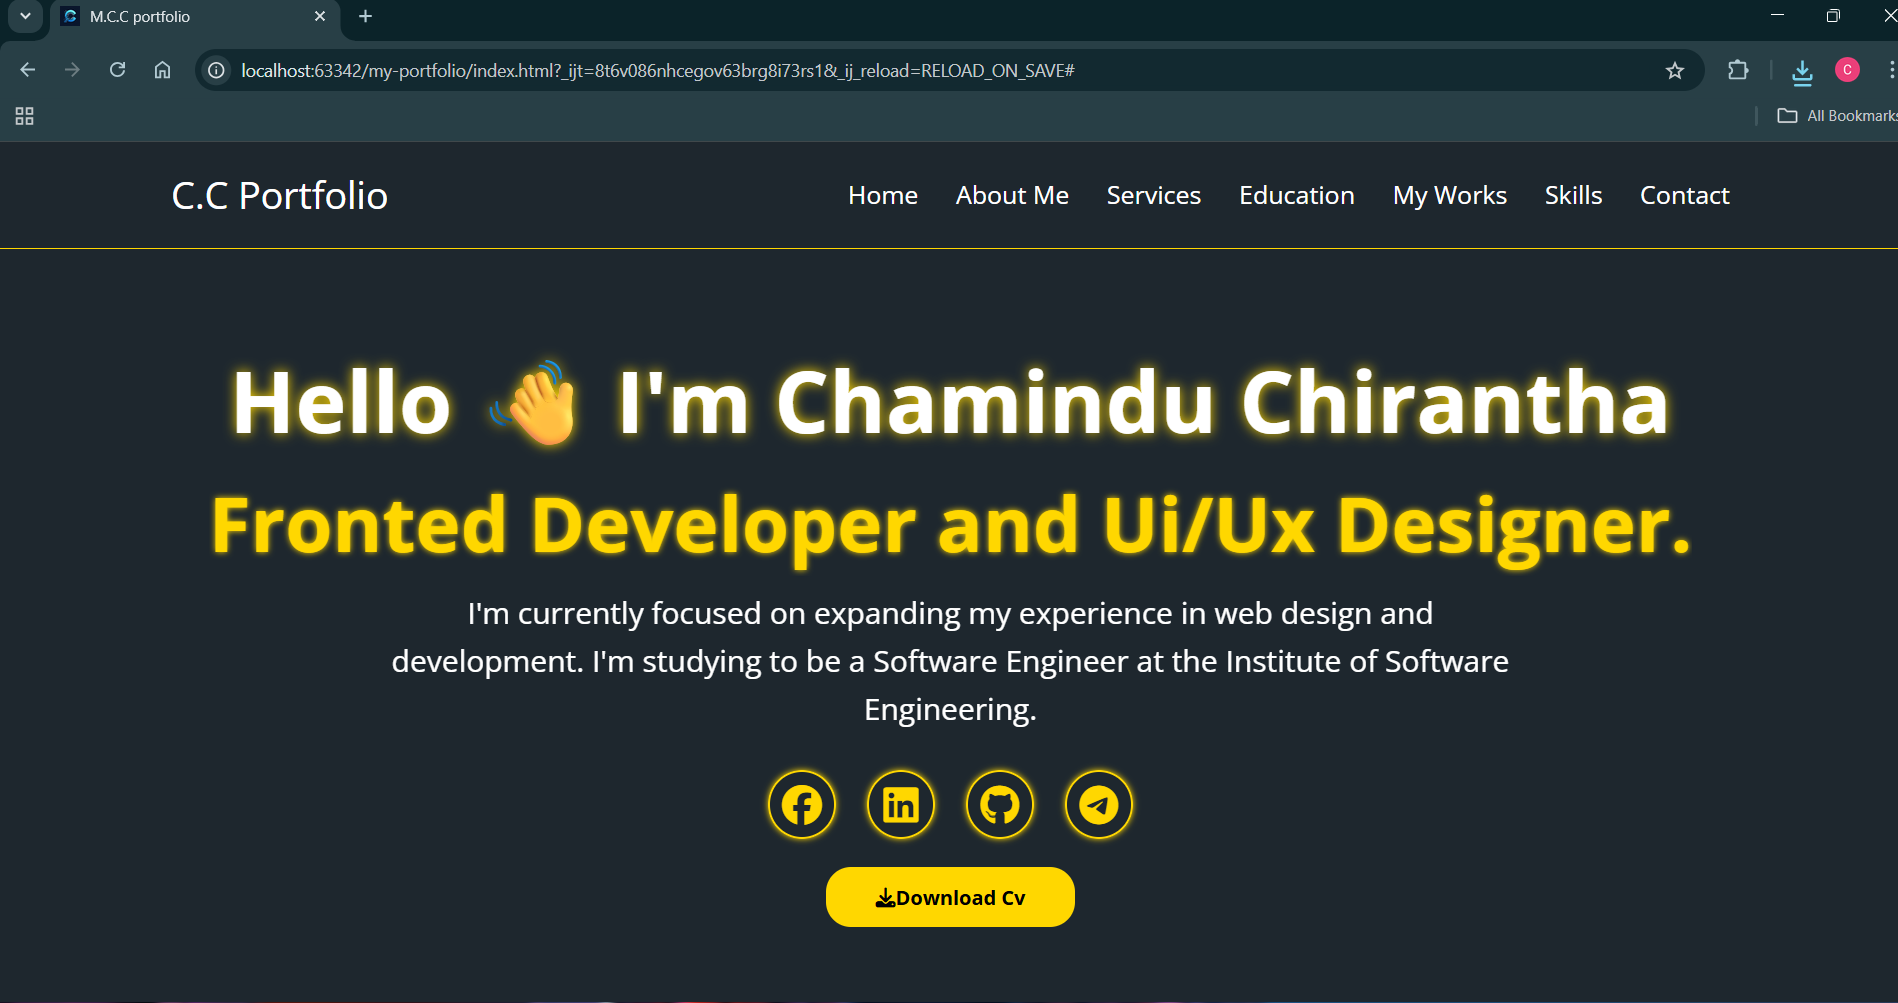 M.C.C portfolio
localhost:63342/my-portfolio/index.html?_ijt=8t6v086nhcegov63brg8i73rs1&_ij_reload=RELOAD_ON_SAVE#
C
All Bookmarks
C.C Portfolio Home About Me Services Education My Works Skills Contact
Hello 👋 I'm Chamindu Chirantha
Fronted Developer and Ui/Ux Designer.
I'm currently focused on expanding my experience in web design and
development. I'm studying to be a Software Engineer at the Institute of Software
Engineering.
Download Cv